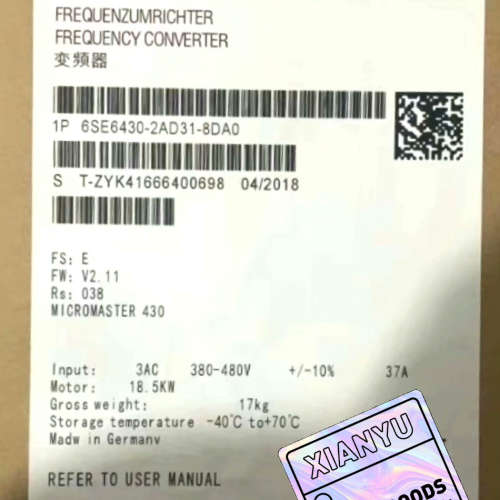 FREQUENZUMRICHTER
FREQUENCY CONVERTER
变频器
1P 6SE6430-2AD31-8DA0
S T-ZYK41666400698 04/2018
FS: E
FW: V2.11
Rs: 038
MICROMASTER 430
Input: 3AC 380-480V +/-10% 37A
Motor: 18.5KW
Gross weight: 17kg
Storage temperature -40℃ to+70℃
Madw in Germanv
REFER TO USER MANUAL
XIANYU
OODS